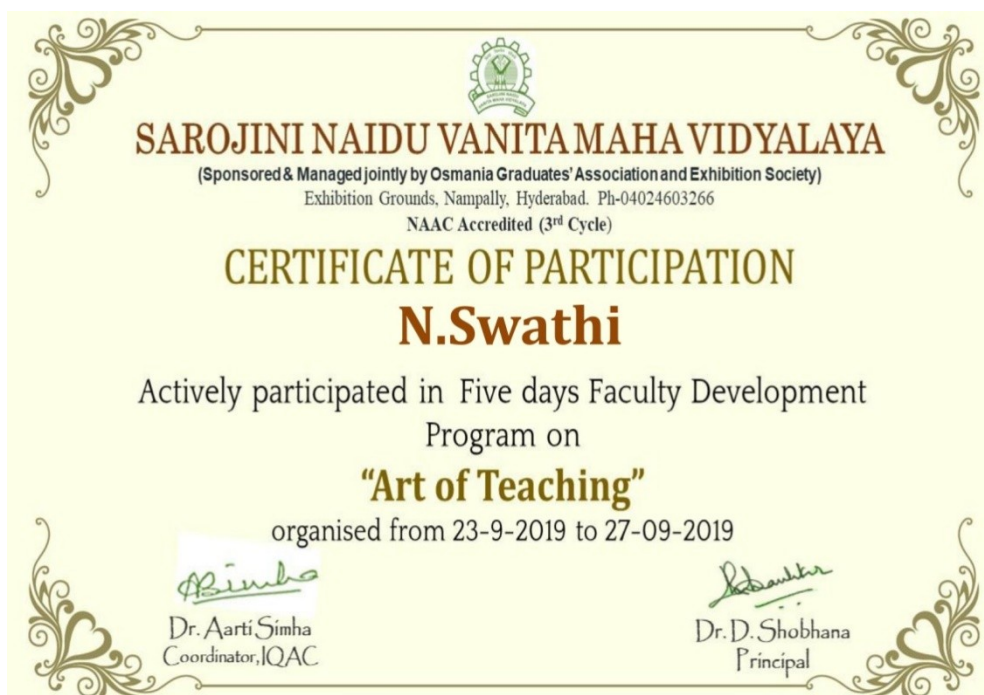 SAROJINI NAIDU VANITA MAHA VIDYALAYA
(Sponsored & Managed jointly by Osmania Graduates' Association and Exhibition Society)
Exhibition Grounds, Nampally, Hyderabad. Ph-04024603266
NAAC Accredited (3rd Cycle)
CERTIFICATE OF PARTICIPATION
N.Swathi
Actively participated in Five days Faculty Development
Program on
“Art of Teaching”
organised from 23-9-2019 to 27-09-2019
ABimha
Dr. Aarti Simha
Coordinator,IQAC
Dr. D. Shobhana
Principal